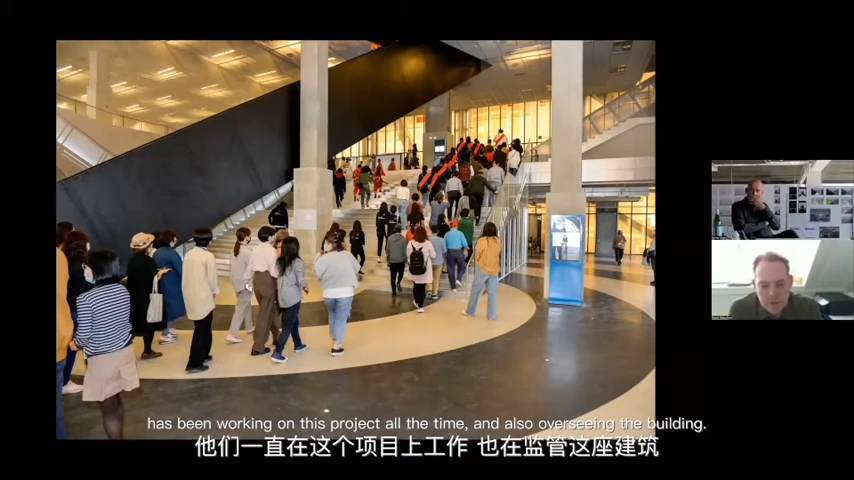 has been working on this project all the time, and also overseeing the building.
他们一直在这个项目上工作 也在监管这座建筑